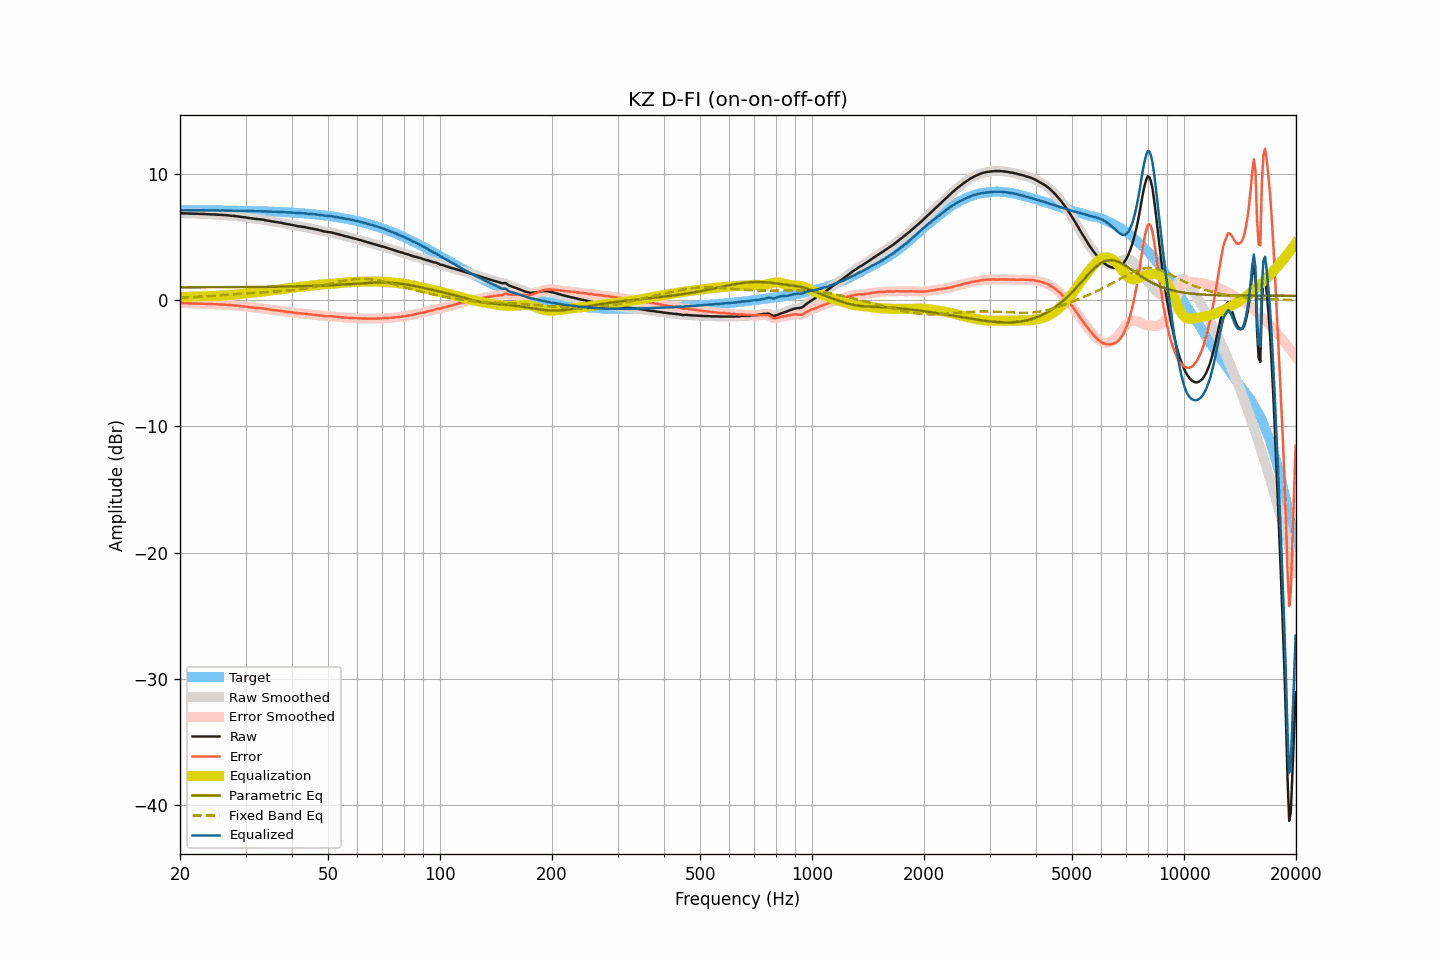 KZ D-FI (on-on-off-off)
Amplitude (dBr)
10
0
−10
−20
−30
−40
Target
Raw Smoothed
Error Smoothed
Raw
Error
Equalization
Parametric Eq
Fixed Band Eq
Equalized
20 50 100 200 500 1000 2000 5000 10000 20000
Frequency (Hz)